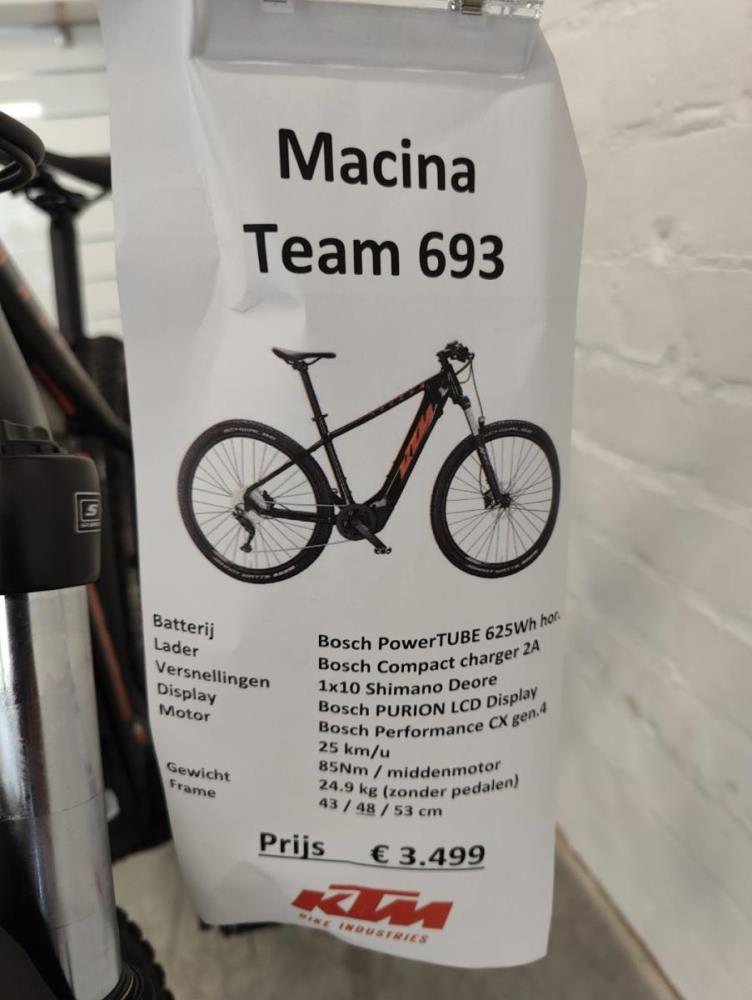 Macina
Team 693
KTM
Batterij Bosch PowerTUBE 625Wh hor.
Lader Bosch Compact charger 2A
Versnellingen 1x10 Shimano Deore
Display Bosch PURION LCD Display
Motor Bosch Performance CX gen.4
25 km/u
85Nm / middenmotor
Gewicht 24.9 kg (zonder pedalen)
Frame 43 / 48 / 53 cm
Prijs € 3.499
KTM
BIKE INDUSTRIES